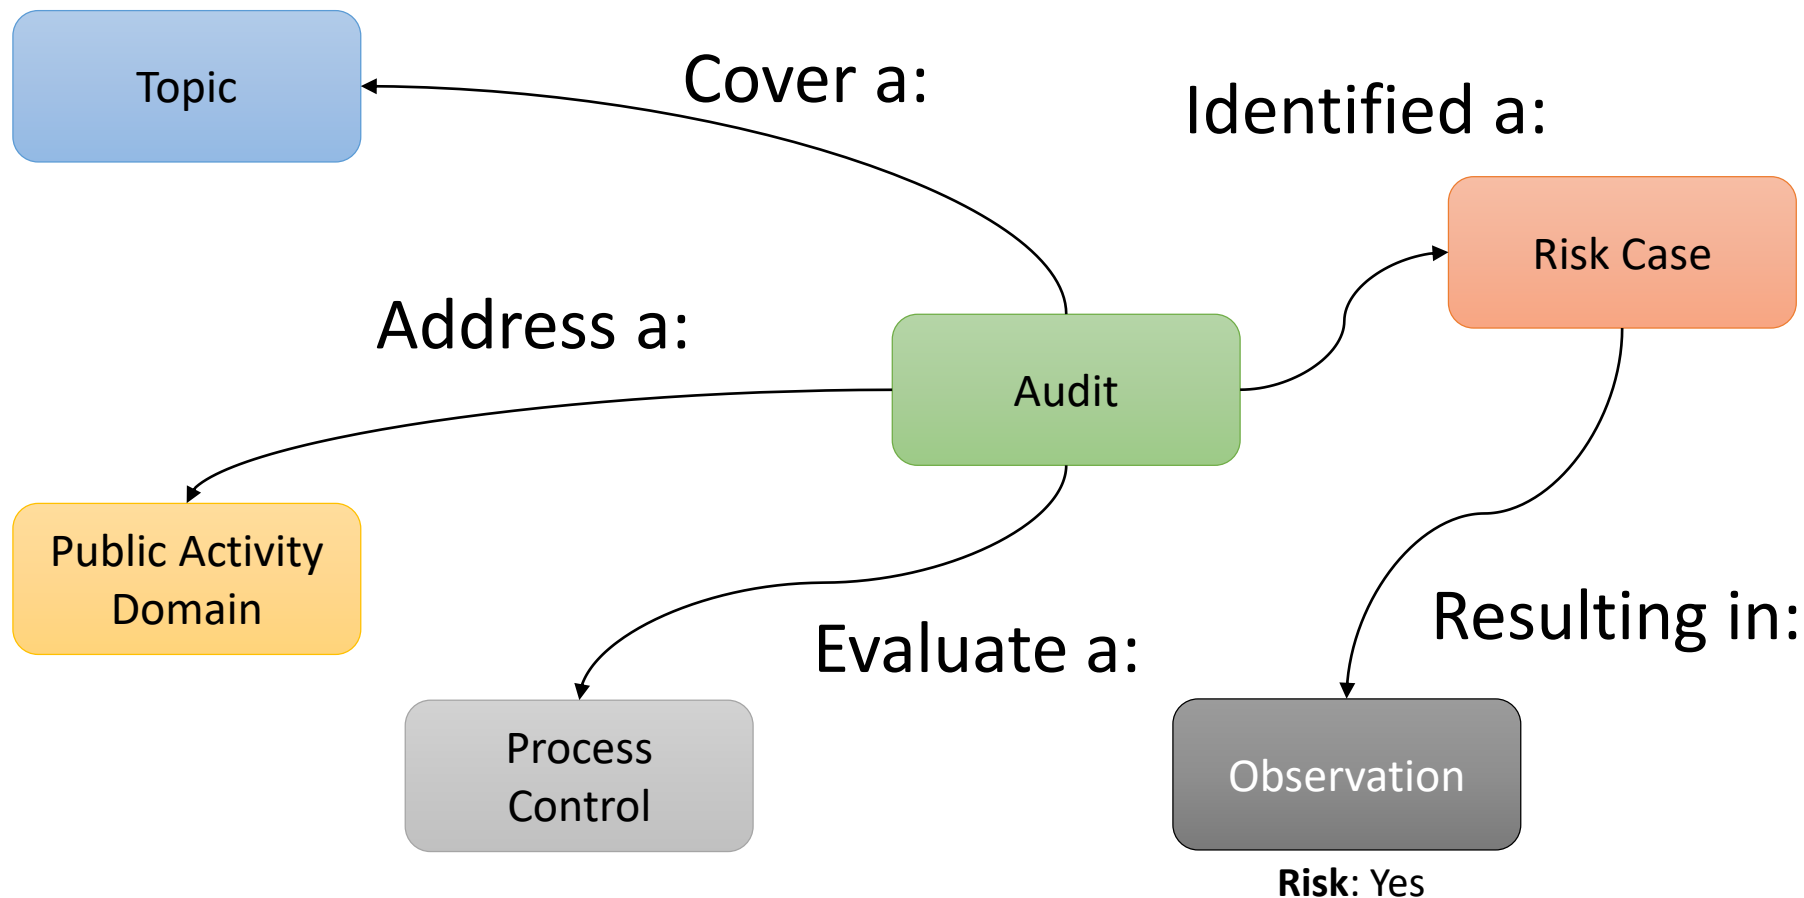 Topic
Cover a:
Identified a:
Risk Case
Address a:
Audit
Public Activity
Domain
Evaluate a:
Resulting in:
Process
Control
Observation
Risk: Yes